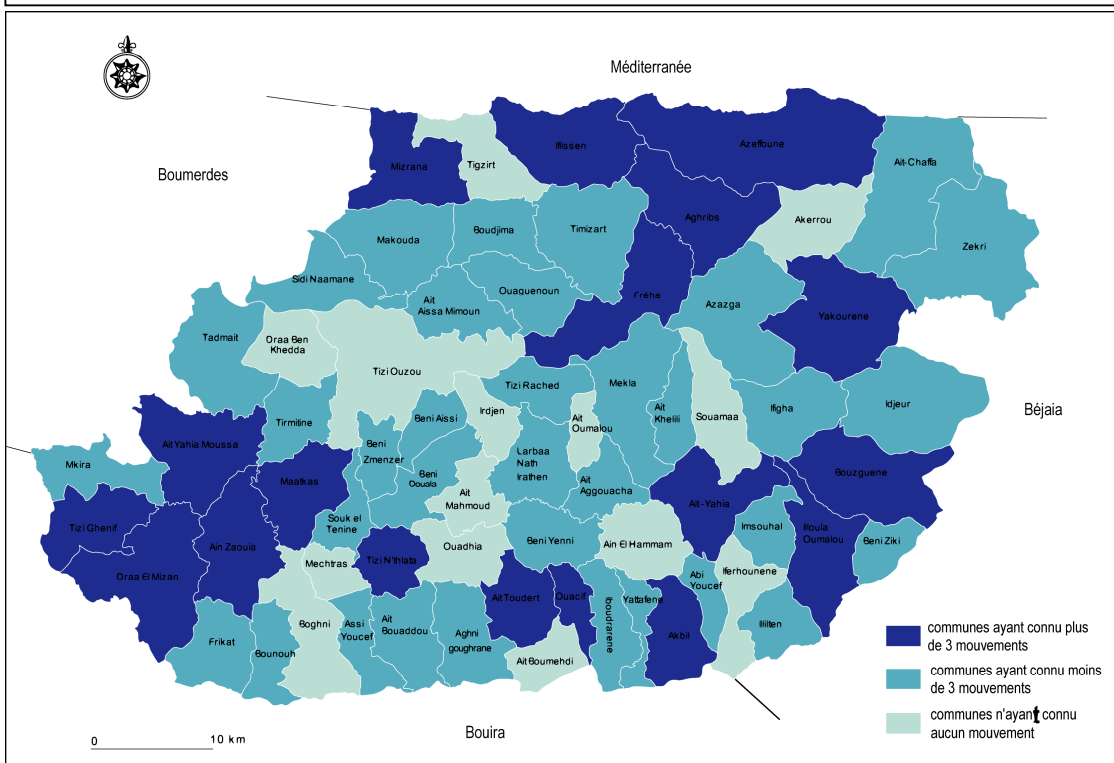 Méditerranée
Boumerdes
Mizrana
Tigzirt
Iflissen
Azeffoune
Ait-Chaffa
Aghribs
Akerrou
Zekri
Makouda
Boudjima
Timizart
Sidi Naamane
Ait
Aissa Mimoun
Ouaguenoun
Fréha
Azazga
Yakourene
Tadmait
Draa Ben
Khedda
Tizi Ouzou
Tizi Rached
Mekla
Ait
Khelili
Souamaa
Ifigha
Idjeur
Béjaia
Tirmitine
Beni Aissi
Irdjen
Ait
Oumalou
Ait Yahia Moussa
Beni
Zmenzer
Larbaa
Nath
Irathen
Mkira
Maatkas
Beni
Douala
Ait
Mahmoud
Ait
Aggouacha
Ait-Yahia
Bouzguene
Tizi Ghenif
Souk el
Tenine
Imsouhal
Illoula
Oumalou
Beni Ziki
Ain Zaouia
Ouadhia
Beni Yenni
Ain El Hammam
Draa El Mizan
Mechtras
Tizi N'thlata
Abi
Youcef
Iferhounene
Ait Toudert
Ouacif
Iboudrarene
Yattafene
Akbil
Illilten
Frikat
Bounouh
Boghni
Assi
Youcef
Ait
Bouaddou
Aghni
goughrane
Ait Boumehdi
communes ayant connu plus
de 3 mouvements
communes ayant connu moins
de 3 mouvements
communes n'ayant connu
aucun mouvement
Bouira
0 10 km